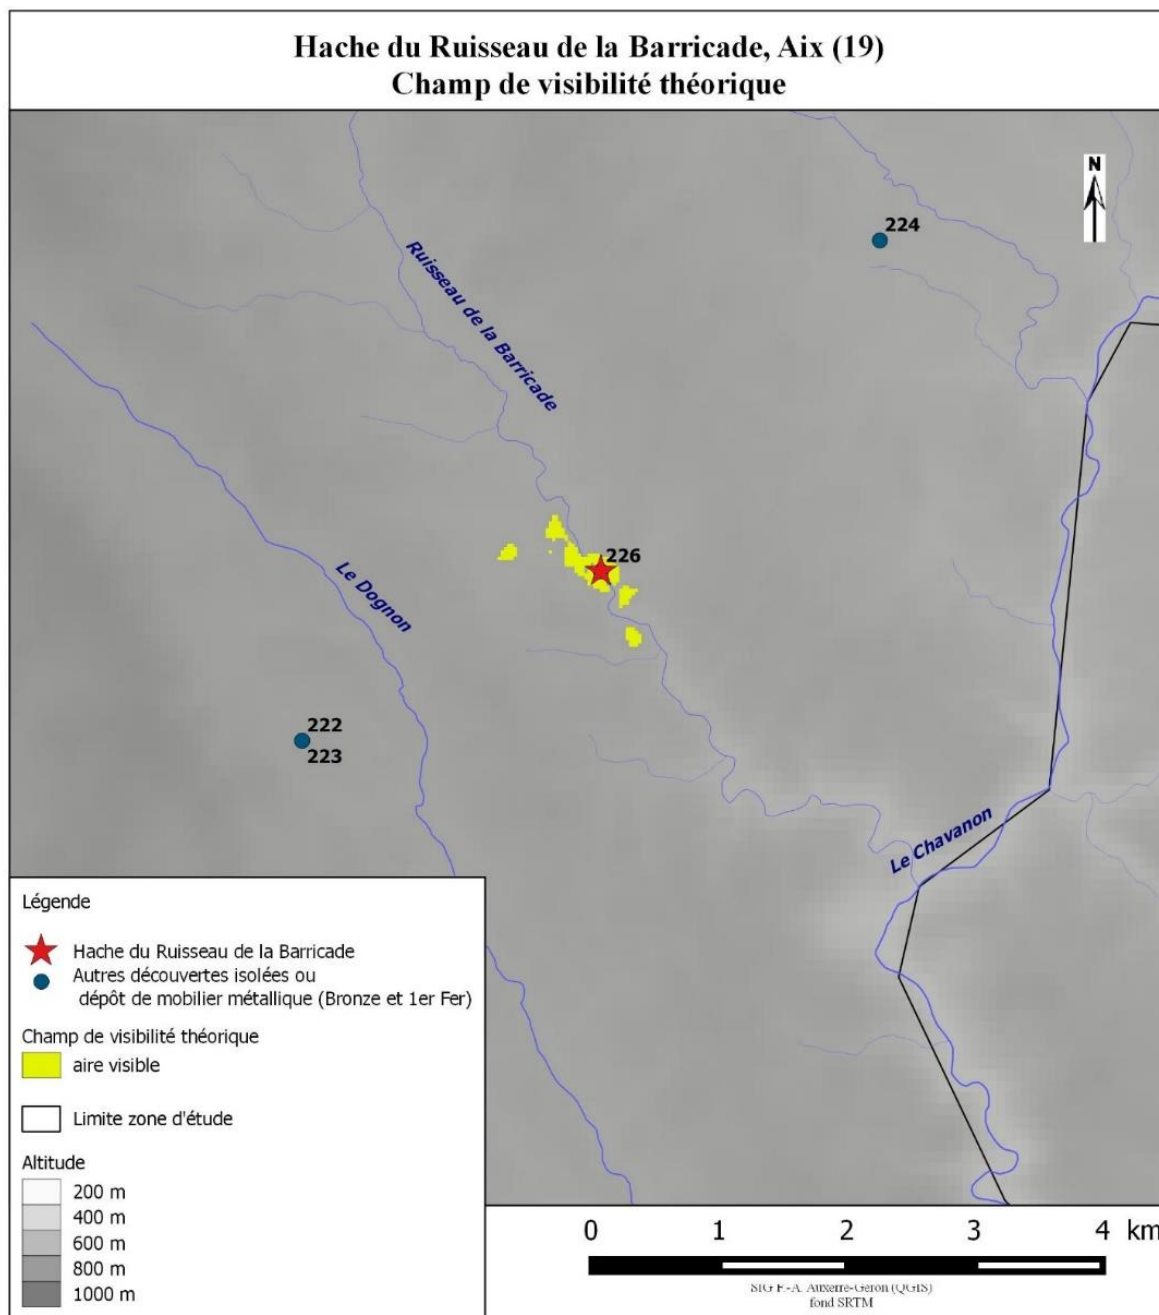 Hache du Ruisseau de la Barricade, Aix (19)
Champ de visibilité théorique
N
224
Ruisseau de la Barricade
226
Le Dognon
222
223
Le Chavanon
Légende
Hache du Ruisseau de la Barricade
Autres découvertes isolées ou
dépôt de mobilier métallique (Bronze et 1er Fer)
Champ de visibilité théorique
aire visible
Limite zone d'étude
Altitude
200 m
400 m
600 m
800 m
1000 m
0 1 2 3 4 km
SIG F.-A. Auxerre-Géron (QGIS)
fond SRTM